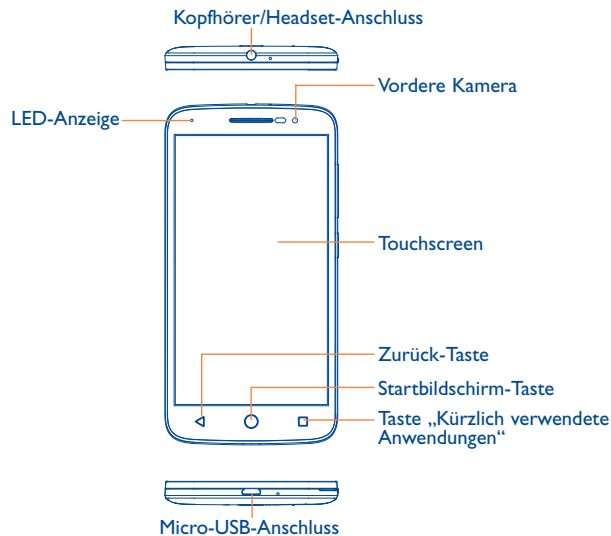 Kopfhörer/Headset-Anschluss
Vordere Kamera
LED-Anzeige
Touchscreen
Zurück-Taste
Startbildschirm-Taste
Taste „Kürzlich verwendete
Anwendungen“
Micro-USB-Anschluss